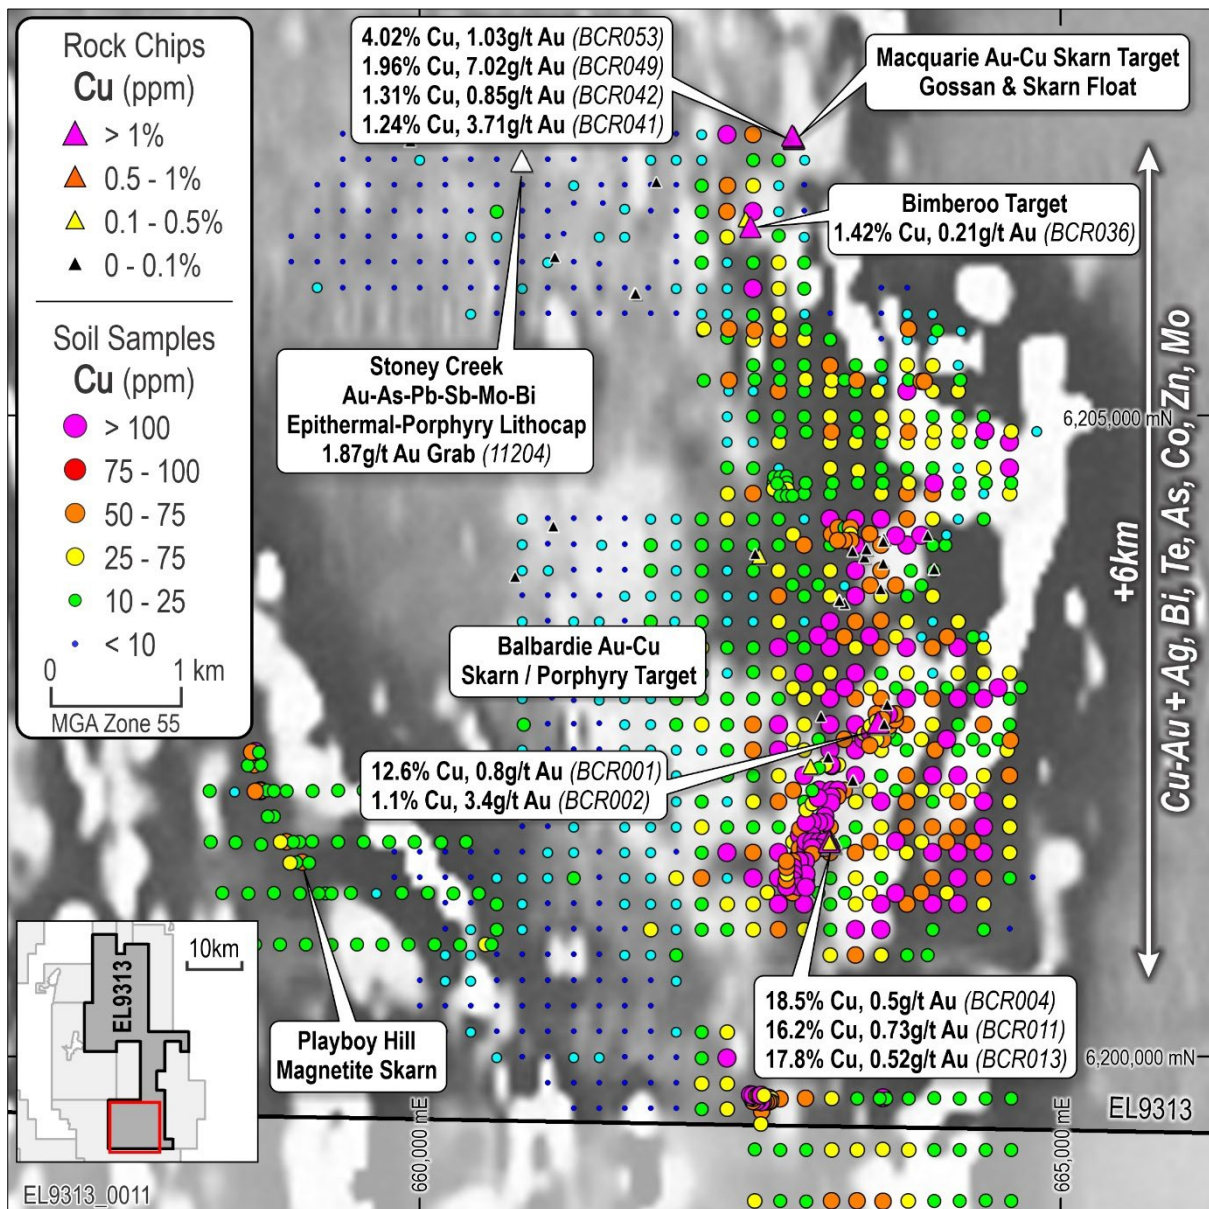 Rock Chips
Cu (ppm)
> 1%
0.5 - 1%
0.1 - 0.5%
0 - 0.1%
Soil Samples
Cu (ppm)
> 100
75 - 100
50 - 75
25 - 75
10 - 25
< 10
0 1 km
MGA Zone 55
4.02% Cu, 1.03g/t Au (BCR053)
1.96% Cu, 7.02g/t Au (BCR049)
1.31% Cu, 0.85g/t Au (BCR042)
1.24% Cu, 3.71g/t Au (BCR041)
Macquarie Au-Cu Skarn Target
Gossan & Skarn Float
Bimberoo Target
1.42% Cu, 0.21g/t Au (BCR036)
Stoney Creek
Au-As-Pb-Sb-Mo-Bi
Epithermal-Porphyry Lithocap
1.87g/t Au Grab (11204)
6,205,000 mN
+6km
Cu-Au + Ag, Bi, Te, As, Co, Zn, Mo
Balbardie Au-Cu
Skarn / Porphyry Target
12.6% Cu, 0.8g/t Au (BCR001)
1.1% Cu, 3.4g/t Au (BCR002)
18.5% Cu, 0.5g/t Au (BCR004)
16.2% Cu, 0.73g/t Au (BCR011)
17.8% Cu, 0.52g/t Au (BCR013)
Playboy Hill
Magnetite Skarn
EL9313
10km
6,200,000 mN
EL9313
660,000 mE
665,000 mE
EL9313_0011